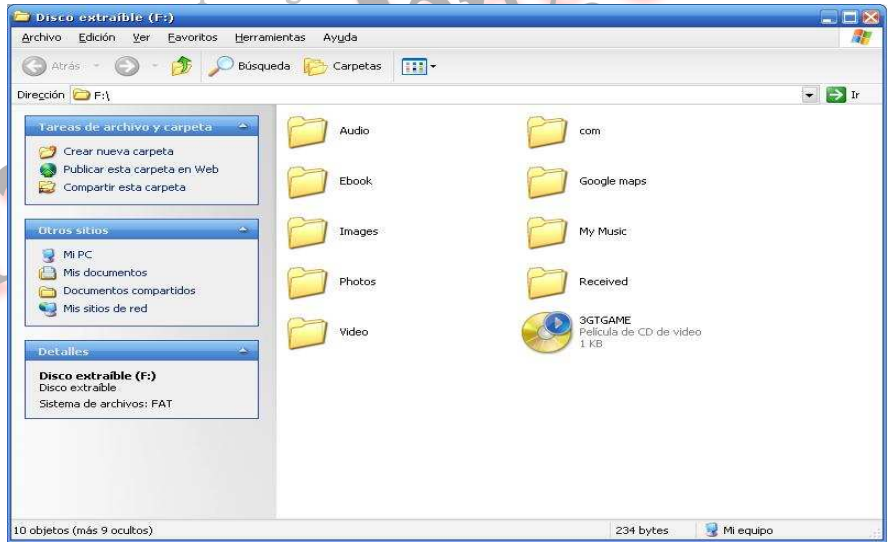 Disco extraíble (F:)
Archivo Edición Ver Favoritos Herramientas Ayuda
Atrás Búsqueda Carpetas
Dirección F:\ Ir
Tareas de archivo y carpeta
Crear nueva carpeta
Publicar esta carpeta en Web
Compartir esta carpeta
Otros sitios
Mi PC
Mis documentos
Documentos compartidos
Mis sitios de red
Detalles
Disco extraíble (F:)
Disco extraíble
Sistema de archivos: FAT
Audio com
Ebook Google maps
Images My Music
Photos Received
Video 3GTGAME
Película de CD de video
1 KB
10 objetos (más 9 ocultos) 234 bytes Mi equipo